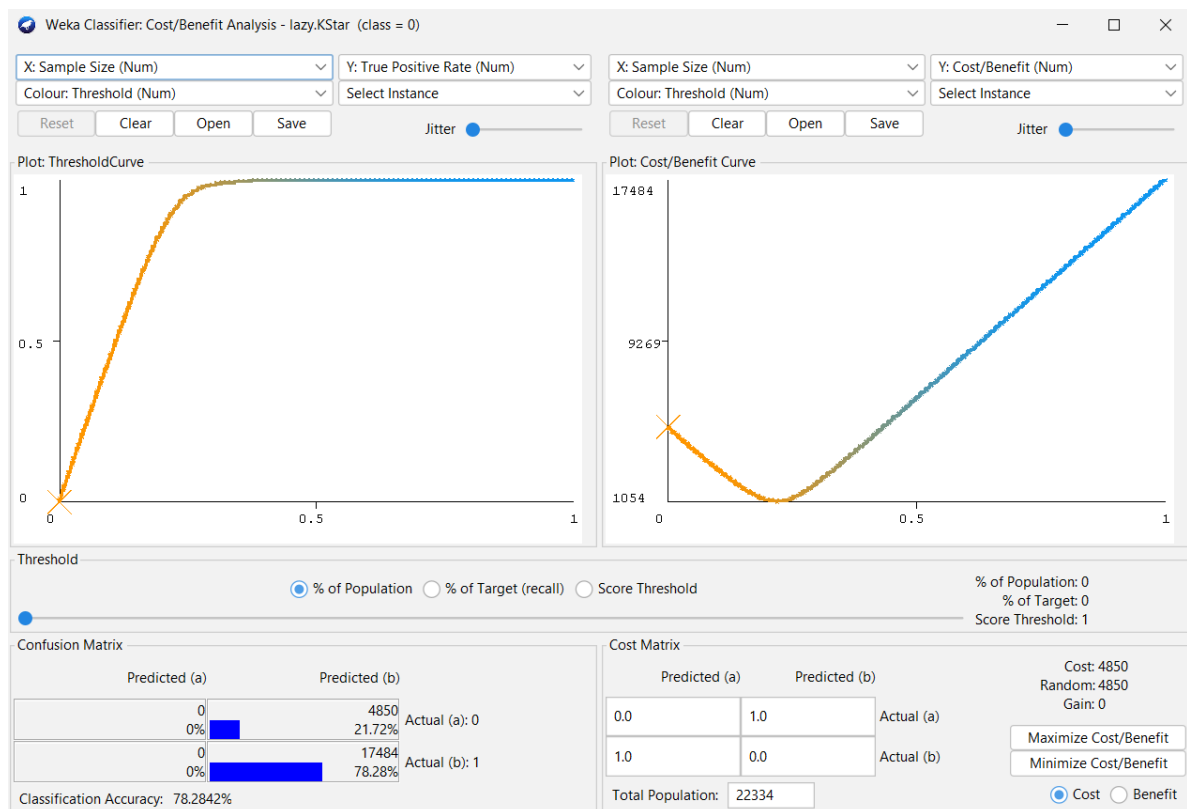 Weka Classifier: Cost/Benefit Analysis - lazy.KStar (class = 0)
X: Sample Size (Num) Y: True Positive Rate (Num) X: Sample Size (Num) Y: Cost/Benefit (Num)
Colour: Threshold (Num) Select Instance Colour: Threshold (Num) Select Instance
Reset Clear Open Save Jitter Reset Clear Open Save Jitter
Plot: ThresholdCurve
1
0.5
0
0 0.5 1
Plot: Cost/Benefit Curve
17484
9269
1054
0 0.5 1
Threshold
% of Population % of Target (recall) Score Threshold
% of Population: 0
% of Target: 0
Score Threshold: 1
Confusion Matrix
Predicted (a) Predicted (b)
0 4850
0% 21.72%
Actual (a): 0
0 17484
0% 78.28%
Actual (b): 1
Classification Accuracy: 78.2842%
Cost Matrix
Predicted (a) Predicted (b)
0.0 1.0 Actual (a)
1.0 0.0 Actual (b)
Total Population: 22334
Cost: 4850
Random: 4850
Gain: 0
Maximize Cost/Benefit
Minimize Cost/Benefit
Cost Benefit